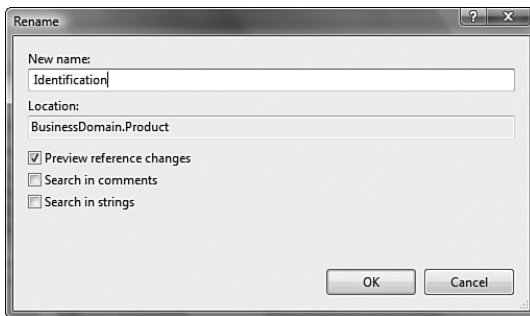 Rename
New name:
Identification
Location:
BusinessDomain.Product
Preview reference changes
Search in comments
Search in strings
OK
Cancel